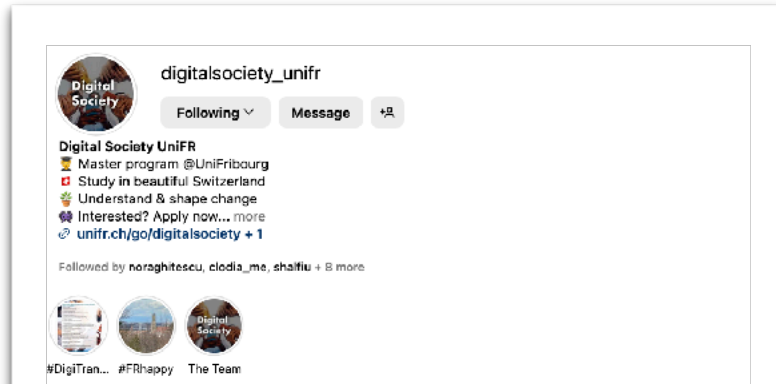 digitalsociety_unifr
Digital
Society
Following
Message
Digital Society UniFR
Master program @UniFribourg
Study in beautiful Switzerland
Understand & shape change
Interested? Apply now... more
unifr.ch/go/digitalsociety + 1
Followed by noraghitescu, clodia_me, shalfiu + 8 more
Digital
Society
#DigiTran... #FRhappy The Team